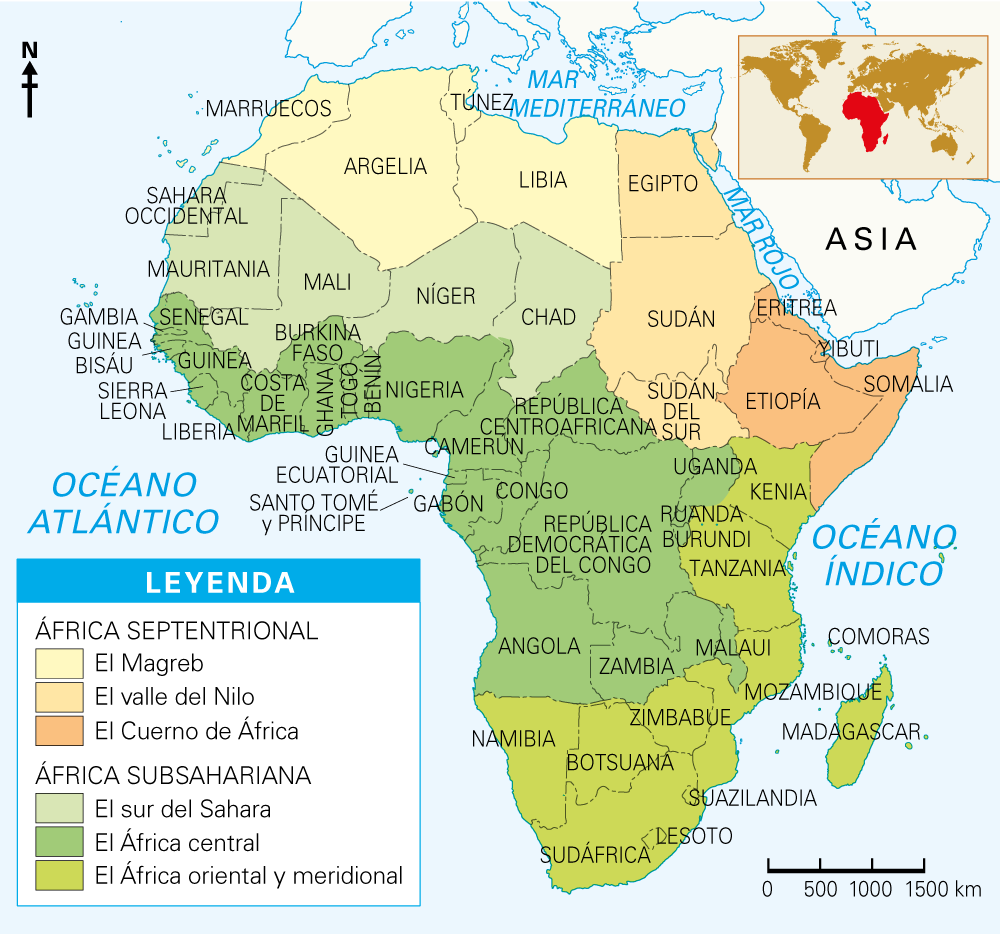 N
MAR
MEDITERRÁNEO
MARRUECOS
TÚNEZ
ARGELIA
LIBIA
EGIPTO
SAHARA
OCCIDENTAL
MAR ROJO
ASIA
MAURITANIA
MALI
NÍGER
CHAD
SUDÁN
ERITREA
YIBUTI
SOMALIA
GAMBIA
SENEGAL
GUINEA
BISÁU
GUINEA
BURKINA
FASO
SIERRA
LEONA
LIBERIA
COSTA
DE
MARFIL
GHANA
TOGO
BENÍN
NIGERIA
REPÚBLICA
CENTROAFRICANA
SUDÁN
DEL
SUR
ETIOPÍA
CAMERÚN
GUINEA
ECUATORIAL
SANTO TOMÉ
y PRÍNCIPE
GABÓN
CONGO
UGANDA
KENIA
OCÉANO
ATLÁNTICO
REPÚBLICA
DEMOCRÁTICA
DEL CONGO
RUANDA
BURUNDI
TANZANIA
OCÉANO
ÍNDICO
ANGOLA
ZAMBIA
MALAUI
COMORAS
MOZAMBIQUE
MADAGASCAR
NAMIBIA
ZIMBABUE
BOTSUANA
SUAZILANDIA
LESOTO
SUDÁFRICA
LEYENDA
ÁFRICA SEPTENTRIONAL
El Magreb
El valle del Nilo
El Cuerno de África
ÁFRICA SUBSAHARIANA
El sur del Sahara
El África central
El África oriental y meridional
0 500 1000 1500 km